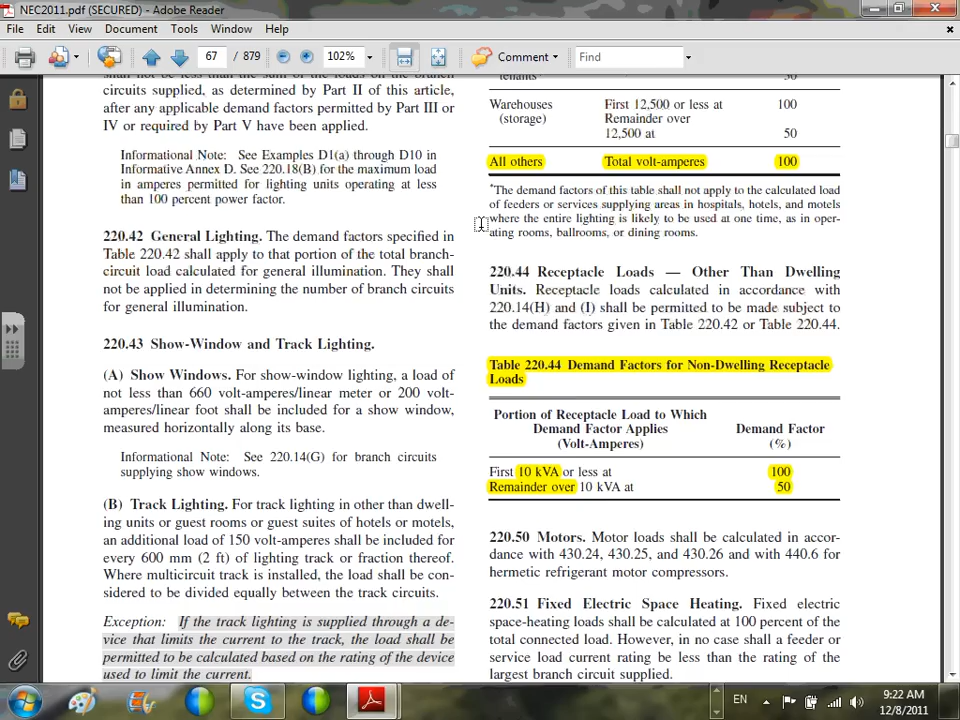 NEC2011.pdf (SECURED) - Adobe Reader
File Edit View Document Tools Window Help
67 / 879 102% Comment Find
shall not be less than the sum of the loads on the branch
circuits supplied, as determined by Part II of this article,
after any applicable demand factors permitted by Part III or
IV or required by Part V have been applied.
Informational Note: See Examples D1(a) through D10 in
Informative Annex D. See 220.18(B) for the maximum load
in amperes permitted for lighting units operating at less
than 100 percent power factor.
220.42 General Lighting. The demand factors specified in
Table 220.42 shall apply to that portion of the total branch-
circuit load calculated for general illumination. They shall
not be applied in determining the number of branch circuits
for general illumination.
220.43 Show-Window and Track Lighting.
(A) Show Windows. For show-window lighting, a load of
not less than 660 volt-amperes/linear meter or 200 volt-
amperes/linear foot shall be included for a show window,
measured horizontally along its base.
Informational Note: See 220.14(G) for branch circuits
supplying show windows.
(B) Track Lighting. For track lighting in other than dwell-
ing units or guest rooms or guest suites of hotels or motels,
an additional load of 150 volt-amperes shall be included for
every 600 mm (2 ft) of lighting track or fraction thereof.
Where multicircuit track is installed, the load shall be con-
sidered to be divided equally between the track circuits.
Exception: If the track lighting is supplied through a de-
vice that limits the current to the track, the load shall be
permitted to be calculated based on the rating of the device
used to limit the current.
tenants* 50
Warehouses First 12,500 or less at 100
(storage) Remainder over
12,500 at 50
All others Total volt-amperes 100
*The demand factors of this table shall not apply to the calculated load
of feeders or services supplying areas in hospitals, hotels, and motels
where the entire lighting is likely to be used at one time, as in oper-
ating rooms, ballrooms, or dining rooms.
220.44 Receptacle Loads — Other Than Dwelling
Units. Receptacle loads calculated in accordance with
220.14(H) and (I) shall be permitted to be made subject to
the demand factors given in Table 220.42 or Table 220.44.
Table 220.44 Demand Factors for Non-Dwelling Receptacle
Loads
Portion of Receptacle Load to Which
Demand Factor Applies Demand Factor
(Volt-Amperes) (%)
First 10 kVA or less at 100
Remainder over 10 kVA at 50
220.50 Motors. Motor loads shall be calculated in accor-
dance with 430.24, 430.25, and 430.26 and with 440.6 for
hermetic refrigerant motor compressors.
220.51 Fixed Electric Space Heating. Fixed electric
space-heating loads shall be calculated at 100 percent of the
total connected load. However, in no case shall a feeder or
service load current rating be less than the rating of the
largest branch circuit supplied.
EN 9:22 AM
12/8/2011